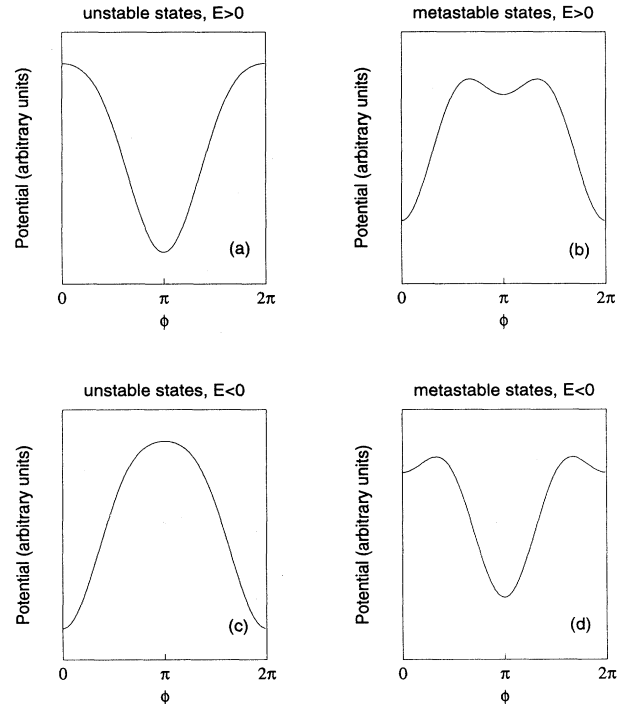 unstable states, E>0
Potential (arbitrary units)
(a)
0 π 2π
ϕ
metastable states, E>0
Potential (arbitrary units)
(b)
0 π 2π
ϕ
unstable states, E<0
Potential (arbitrary units)
(c)
0 π 2π
ϕ
metastable states, E<0
Potential (arbitrary units)
(d)
0 π 2π
ϕ